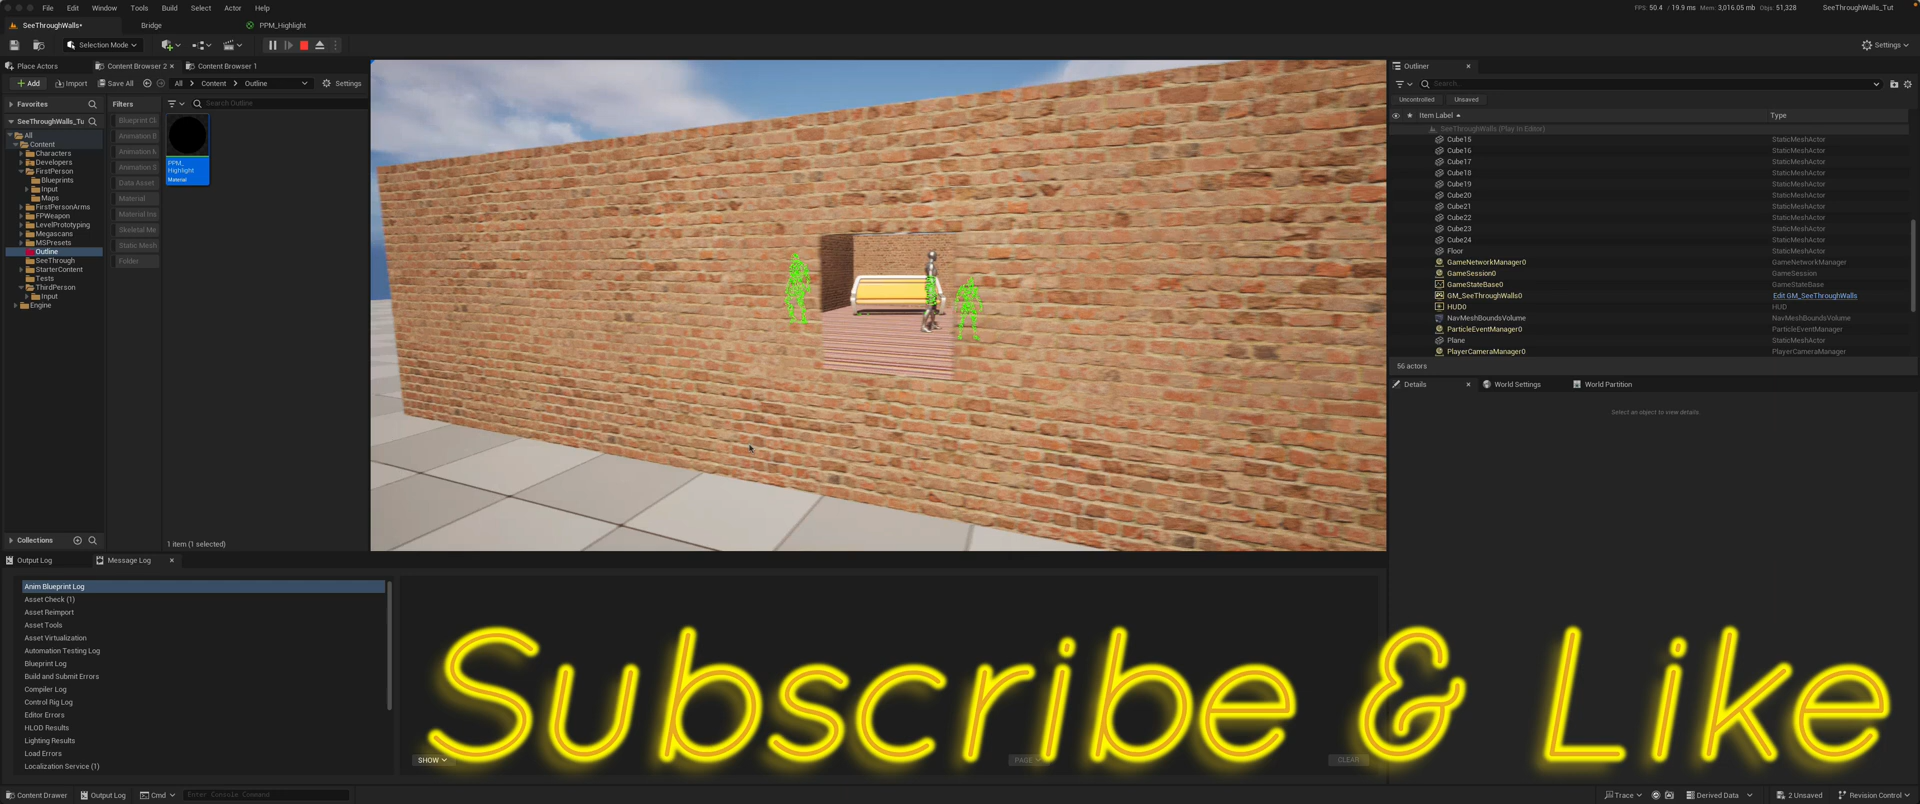 File Edit Window Tools Build Select Actor Help
FPS: 50.4 / 19.9 ms Mem: 3,016.05 mb Objs: 51,328 SeeThroughWalls_Tut
SeeThroughWalls* Bridge PPM_Highlight
Selection Mode
Settings
Place Actors Content Browser 2 Content Browser 1
Add Import Save All All Content Outline Settings
Favorites
SeeThroughWalls_Tu
All
Content
Characters
Developers
FirstPerson
Blueprints
Input
Maps
FirstPersonArms
FPWeapon
LevelPrototyping
Megascans
MSPresets
Outline
SeeThrough
StarterContent
Tests
ThirdPerson
Input
Engine
Collections
Filters
Blueprint Cl
Animation B
Animation M
Animation S
Data Asset
Material
Material Ins
Skeletal Me
Static Mesh
Folder
Search Outline
PPM_
Highlight
Material
1 item (1 selected)
Outliner
Search...
Uncontrolled Unsaved
Item Label Type
SeeThroughWalls (Play In Editor)
Cube15 StaticMeshActor
Cube16 StaticMeshActor
Cube17 StaticMeshActor
Cube18 StaticMeshActor
Cube19 StaticMeshActor
Cube20 StaticMeshActor
Cube21 StaticMeshActor
Cube22 StaticMeshActor
Cube23 StaticMeshActor
Cube24 StaticMeshActor
Floor StaticMeshActor
GameNetworkManager0 GameNetworkManager
GameSession0 GameSession
GameStateBase0 GameStateBase
GM_SeeThroughWalls0 Edit GM_SeeThroughWalls
HUD0 HUD
NavMeshBoundsVolume NavMeshBoundsVolume
ParticleEventManager0 ParticleEventManager
Plane StaticMeshActor
PlayerCameraManager0 PlayerCameraManager
56 actors
Details World Settings World Partition
Select an object to view details
Output Log Message Log
Anim Blueprint Log
Asset Check (1)
Asset Reimport
Asset Tools
Asset Virtualization
Automation Testing Log
Blueprint Log
Build and Submit Errors
Compiler Log
Control Rig Log
Editor Errors
HLOD Results
Lighting Results
Load Errors
Localization Service (1)
Subscribe & Like
SHOW PAGE CLEAR
Content Drawer Output Log Cmd Enter Console Command
Trace Derived Data 2 Unsaved Revision Control